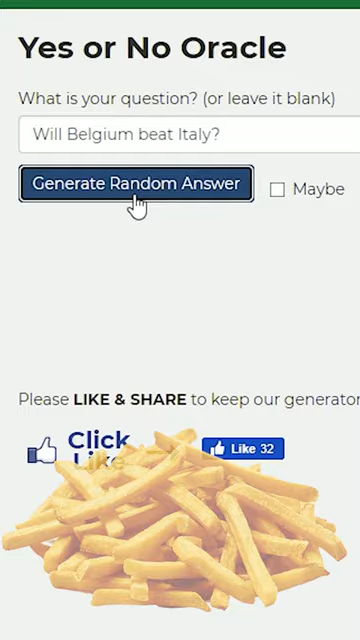 Yes or No Oracle
What is your question? (or leave it blank)
Will Belgium beat Italy?
Generate Random Answer
Maybe
Please LIKE & SHARE to keep our generator
Click
Like
Like 32